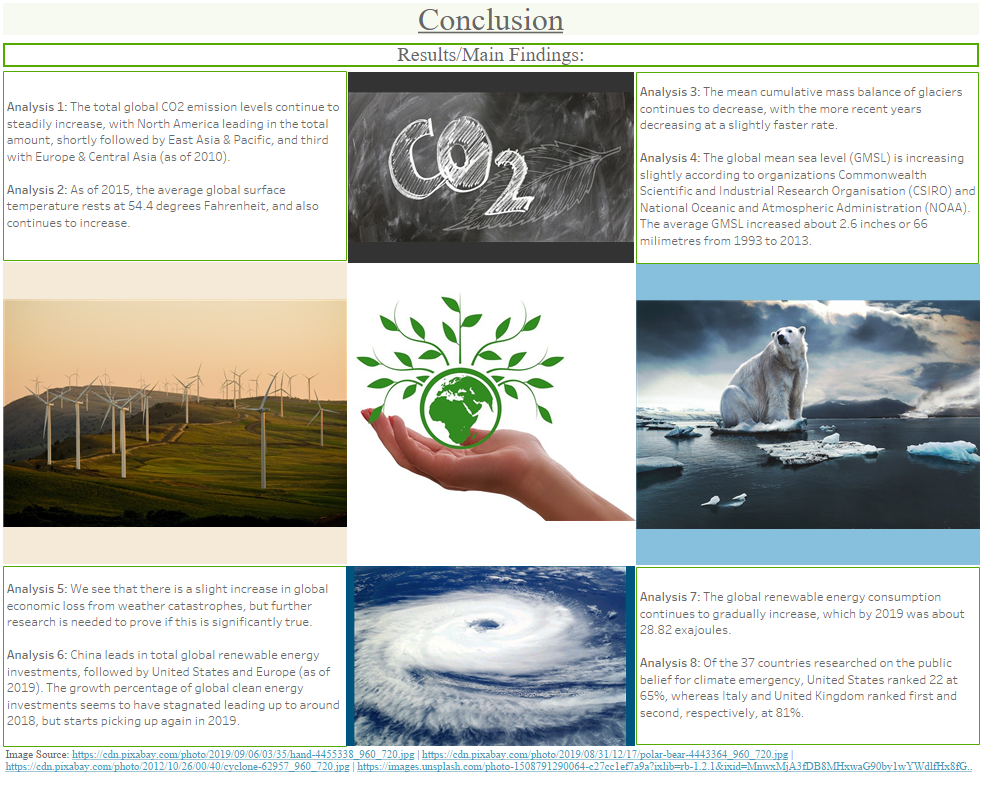 Conclusion
Results/Main Findings:
Analysis 1: The total global CO2 emission levels continue to
steadily increase, with North America leading in the total
amount, shortly followed by East Asia & Pacific, and third
with Europe & Central Asia (as of 2010).
Analysis 2: As of 2015, the average global surface
temperature rests at 54.4 degrees Fahrenheit, and also
continues to increase.
CO2
Analysis 3: The mean cumulative mass balance of glaciers
continues to decrease, with the more recent years
decreasing at a slightly faster rate.
Analysis 4: The global mean sea level (GMSL) is increasing
slightly according to organizations Commonwealth
Scientific and Industrial Research Organisation (CSIRO) and
National Oceanic and Atmospheric Administration (NOAA).
The average GMSL increased about 2.6 inches or 66
milimetres from 1993 to 2013.
Analysis 5: We see that there is a slight increase in global
economic loss from weather catastrophes, but further
research is needed to prove if this is significantly true.
Analysis 6: China leads in total global renewable energy
investments, followed by United States and Europe (as of
2019). The growth percentage of global clean energy
investments seems to have stagnated leading up to around
2018, but starts picking up again in 2019.
Analysis 7: The global renewable energy consumption
continues to gradually increase, which by 2019 was about
28.82 exajoules.
Analysis 8: Of the 37 countries researched on the public
belief for climate emergency, United States ranked 22 at
65%, whereas Italy and United Kingdom ranked first and
second, respectively, at 81%.
Image Source: https://cdn.pixabay.com/photo/2019/09/06/03/35/hand-4455338_960_720.jpg | https://cdn.pixabay.com/photo/2019/08/31/12/17/polar-bear-4443364_960_720.jpg |
https://cdn.pixabay.com/photo/2012/10/26/00/40/cyclone-62957_960_720.jpg |